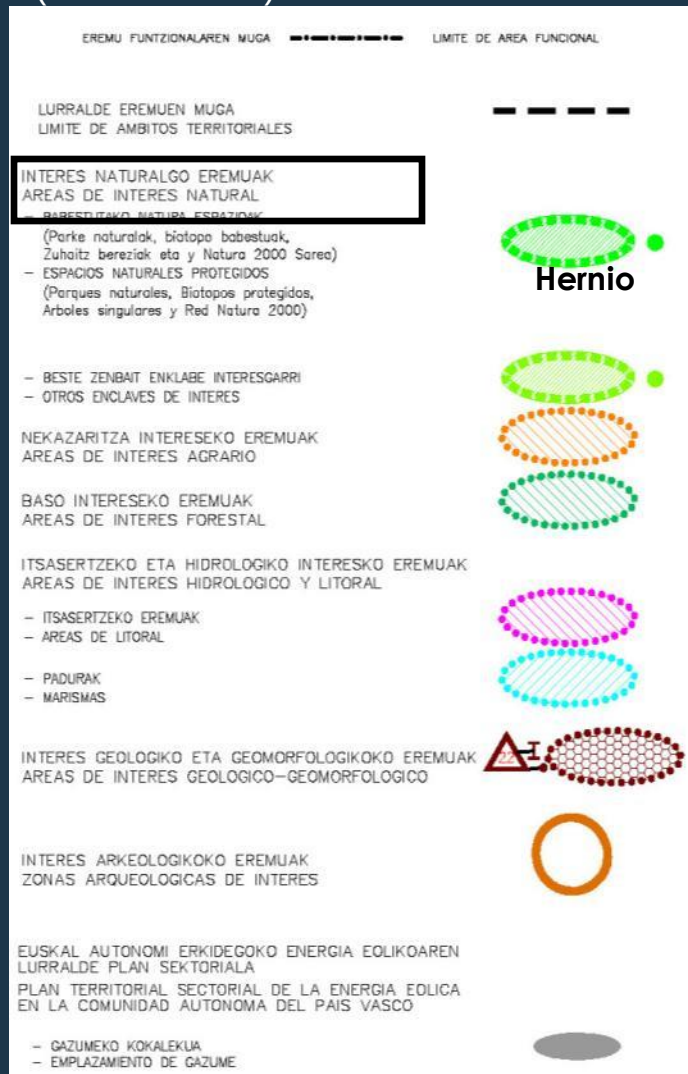 EREMU FUNTZIONALAREN MUGA LIMITE DE AREA FUNCIONAL
LURRALDE EREMUEN MUGA
LIMITE DE AMBITOS TERRITORIALES
INTERES NATURALGO EREMUAK
AREAS DE INTERES NATURAL
- BABESTUTAKO NATURA ESPAZIOAK
(Parke naturalak, biotopo babestuak,
Zuhaitz bereziak eta y Natura 2000 Sarea)
- ESPACIOS NATURALES PROTEGIDOS
(Parques naturales, Biotopos protegidos,
Arboles singulares y Red Natura 2000)
Hernio
- BESTE ZENBAIT ENKLABE INTERESGARRI
- OTROS ENCLAVES DE INTERES
NEKAZARITZA INTERESEKO EREMUAK
AREAS DE INTERES AGRARIO
BASO INTERESEKO EREMUAK
AREAS DE INTERES FORESTAL
ITSASERTZEKO ETA HIDROLOGIKO INTERESKO EREMUAK
AREAS DE INTERES HIDROLOGICO Y LITORAL
- ITSASERTZEKO EREMUAK
- AREAS DE LITORAL
- PADURAK
- MARISMAS
INTERES GEOLOGIKO ETA GEOMORFOLOGIKOKO EREMUAK
AREAS DE INTERES GEOLOGICO-GEOMORFOLOGICO
22
INTERES ARKEOLOGIKOKO EREMUAK
ZONAS ARQUEOLOGICAS DE INTERES
EUSKAL AUTONOMI ERKIDEGOKO ENERGIA EOLIKOAREN
LURRALDE PLAN SEKTORIALA
PLAN TERRITORIAL SECTORIAL DE LA ENERGIA EOLICA
EN LA COMUNIDAD AUTONOMA DEL PAIS VASCO
- GAZUMEKO KOKALEKUA
- EMPLAZAMIENTO DE GAZUME